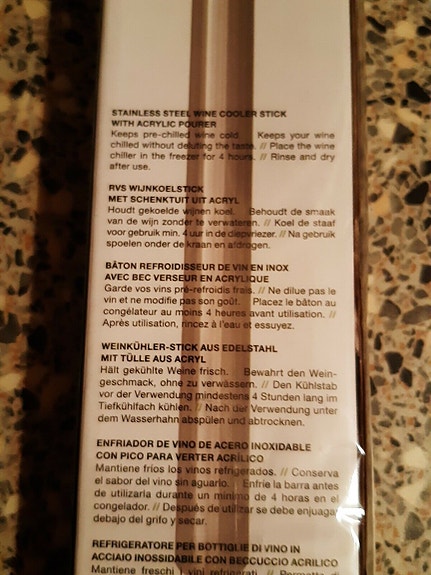 STAINLESS STEEL WINE COOLER STICK
WITH ACRYLIC POURER
Keeps pre-chilled wine cold. Keeps your wine
chilled without deluting the taste. // Place the wine
chiller in the freezer for 4 hours. // Rinse and dry
after use.
RVS WIJNKOELSTICK
MET SCHENKTUIT UIT ACRYL
Houdt gekoelde wijnen koel. Behoudt de smaak
van de wijn zonder te verwateren. // Koel de staaf
voor gebruik min. 4 uur in de diepvriezer. // Na gebruik
spoelen onder de kraan en afdrogen.
BÂTON REFROIDISSEUR DE VIN EN INOX
AVEC BEC VERSEUR EN ACRYLIQUE
Garde vos vins pré-refroidis frais. // Ne dilue pas le
vin et ne modifie pas son goût. Placez le bâton au
congélateur au moins 4 heures avant utilisation. //
Après utilisation, rincez à l'eau et essuyez.
WEINKÜHLER-STICK AUS EDELSTAHL
MIT TÜLLE AUS ACRYL
Hält gekühlte Weine frisch. Bewahrt den Wein-
geschmack, ohne zu verwässern. // Den Kühlstab
vor der Verwendung mindestens 4 Stunden lang im
Tiefkühlfach kühlen. // Nach der Verwendung unter
dem Wasserhahn abspülen und abtrocknen.
ENFRIADOR DE VINO DE ACERO INOXIDABLE
CON PICO PARA VERTER ACRÍLICO
Mantiene fríos los vinos refrigerados. // Conserva
el sabor del vino sin aguarlo. Enfríe la barra antes
de utilizarla durante un mínimo de 4 horas en el
congelador. // Después de utilizar se debe enjuagar
debajo del grifo y secar.
REFRIGERATORE PER BOTTIGLIE DI VINO IN
ACCIAIO INOSSIDABILE CON BECCUCCIO ACRILICO
Mantiene freschi i vini refrigerati. // Permette di